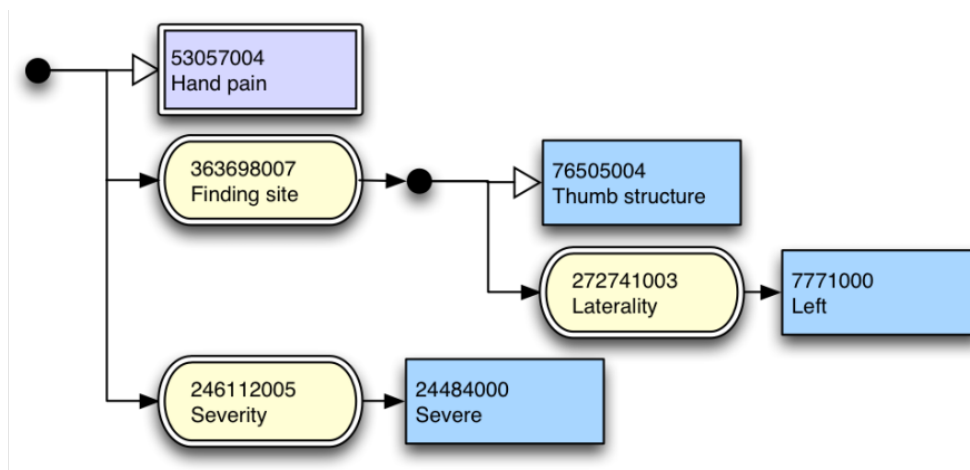 53057004
Hand pain
363698007
Finding site
76505004
Thumb structure
272741003
Laterality
7771000
Left
246112005
Severity
24484000
Severe